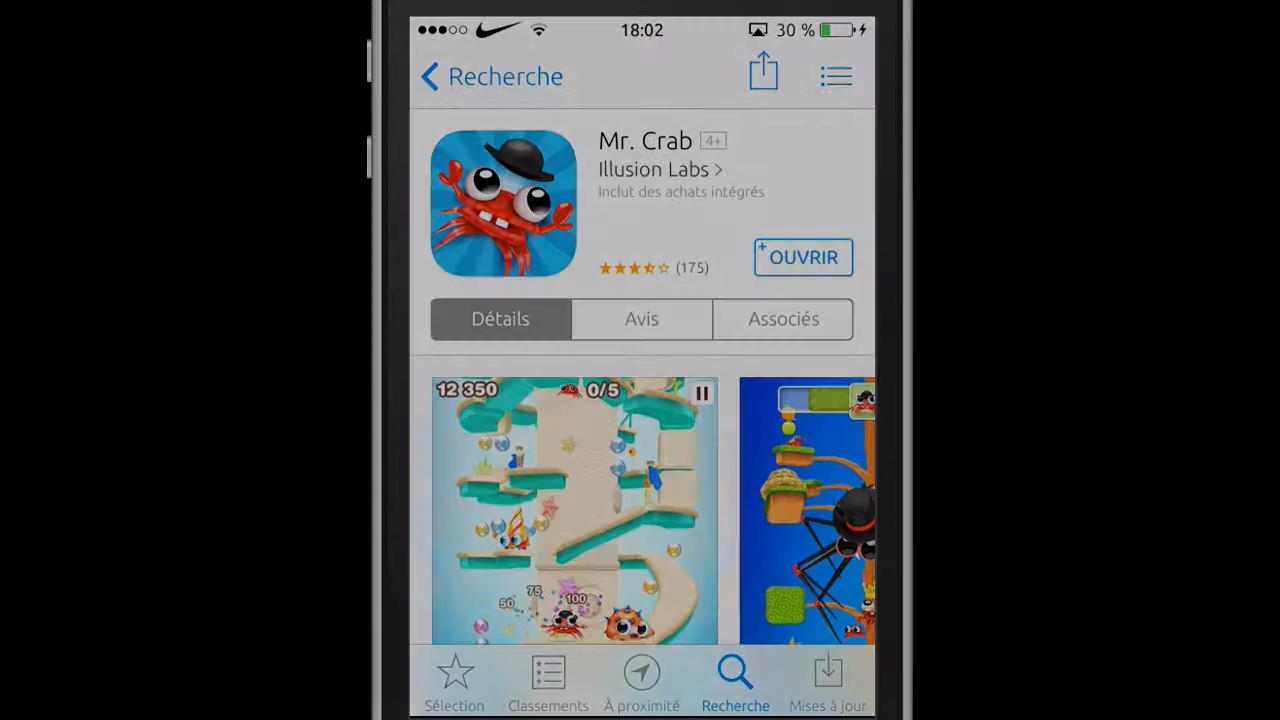 18:02
30 %
Recherche
Mr. Crab 4+
Illusion Labs >
Inclut des achats intégrés
(175)
+ OUVRIR
Détails
Avis
Associés
12 350
0/5
75
50
100
Sélection
Classements
À proximité
Recherche
Mises à jour